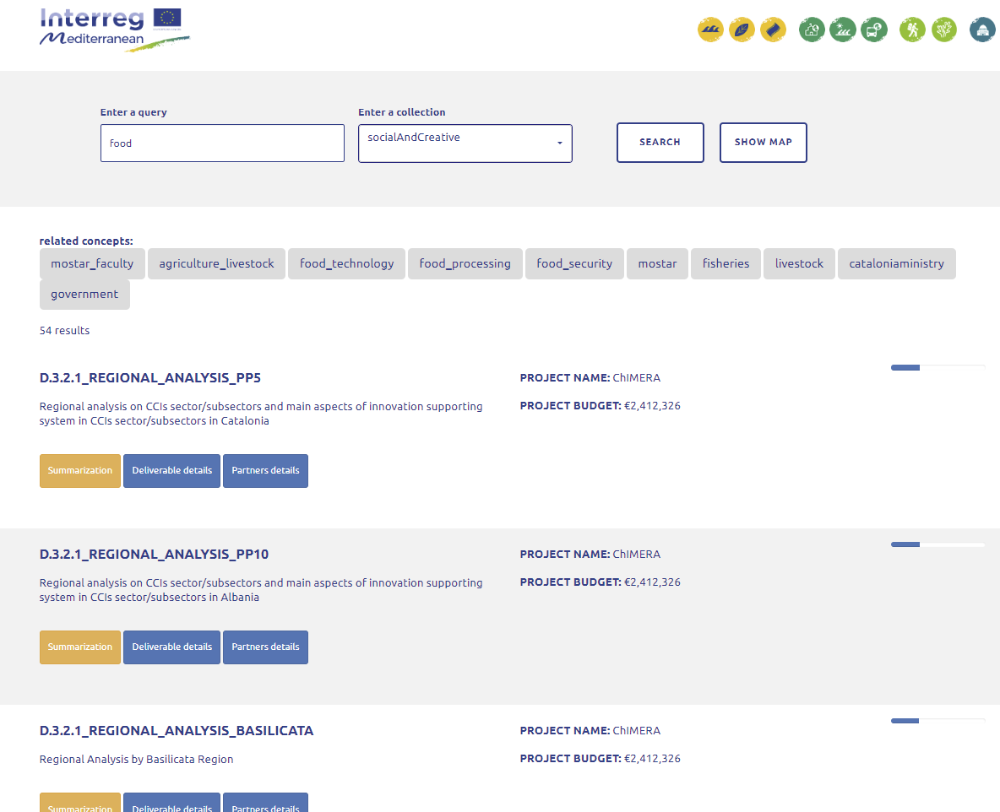 Interreg
Mediterranean
Enter a query
Enter a collection
food
socialAndCreative
SEARCH
SHOW MAP
related concepts:
mostar_faculty agriculture_livestock food_technology food_processing food_security mostar fisheries livestock cataloniaministry
government
54 results
D.3.2.1_REGIONAL_ANALYSIS_PP5
Regional analysis on CCIs sector/subsectors and main aspects of innovation supporting
system in CCIs sector/subsectors in Catalonia
PROJECT NAME: ChIMERA
PROJECT BUDGET: €2,412,326
Summarization Deliverable details Partners details
D.3.2.1_REGIONAL_ANALYSIS_PP10
Regional analysis on CCIs sector/subsectors and main aspects of innovation supporting
system in CCIs sector/subsectors in Albania
PROJECT NAME: ChIMERA
PROJECT BUDGET: €2,412,326
Summarization Deliverable details Partners details
D.3.2.1_REGIONAL_ANALYSIS_BASILICATA
Regional Analysis by Basilicata Region
PROJECT NAME: ChIMERA
PROJECT BUDGET: €2,412,326
Summarization Deliverable details Partners details